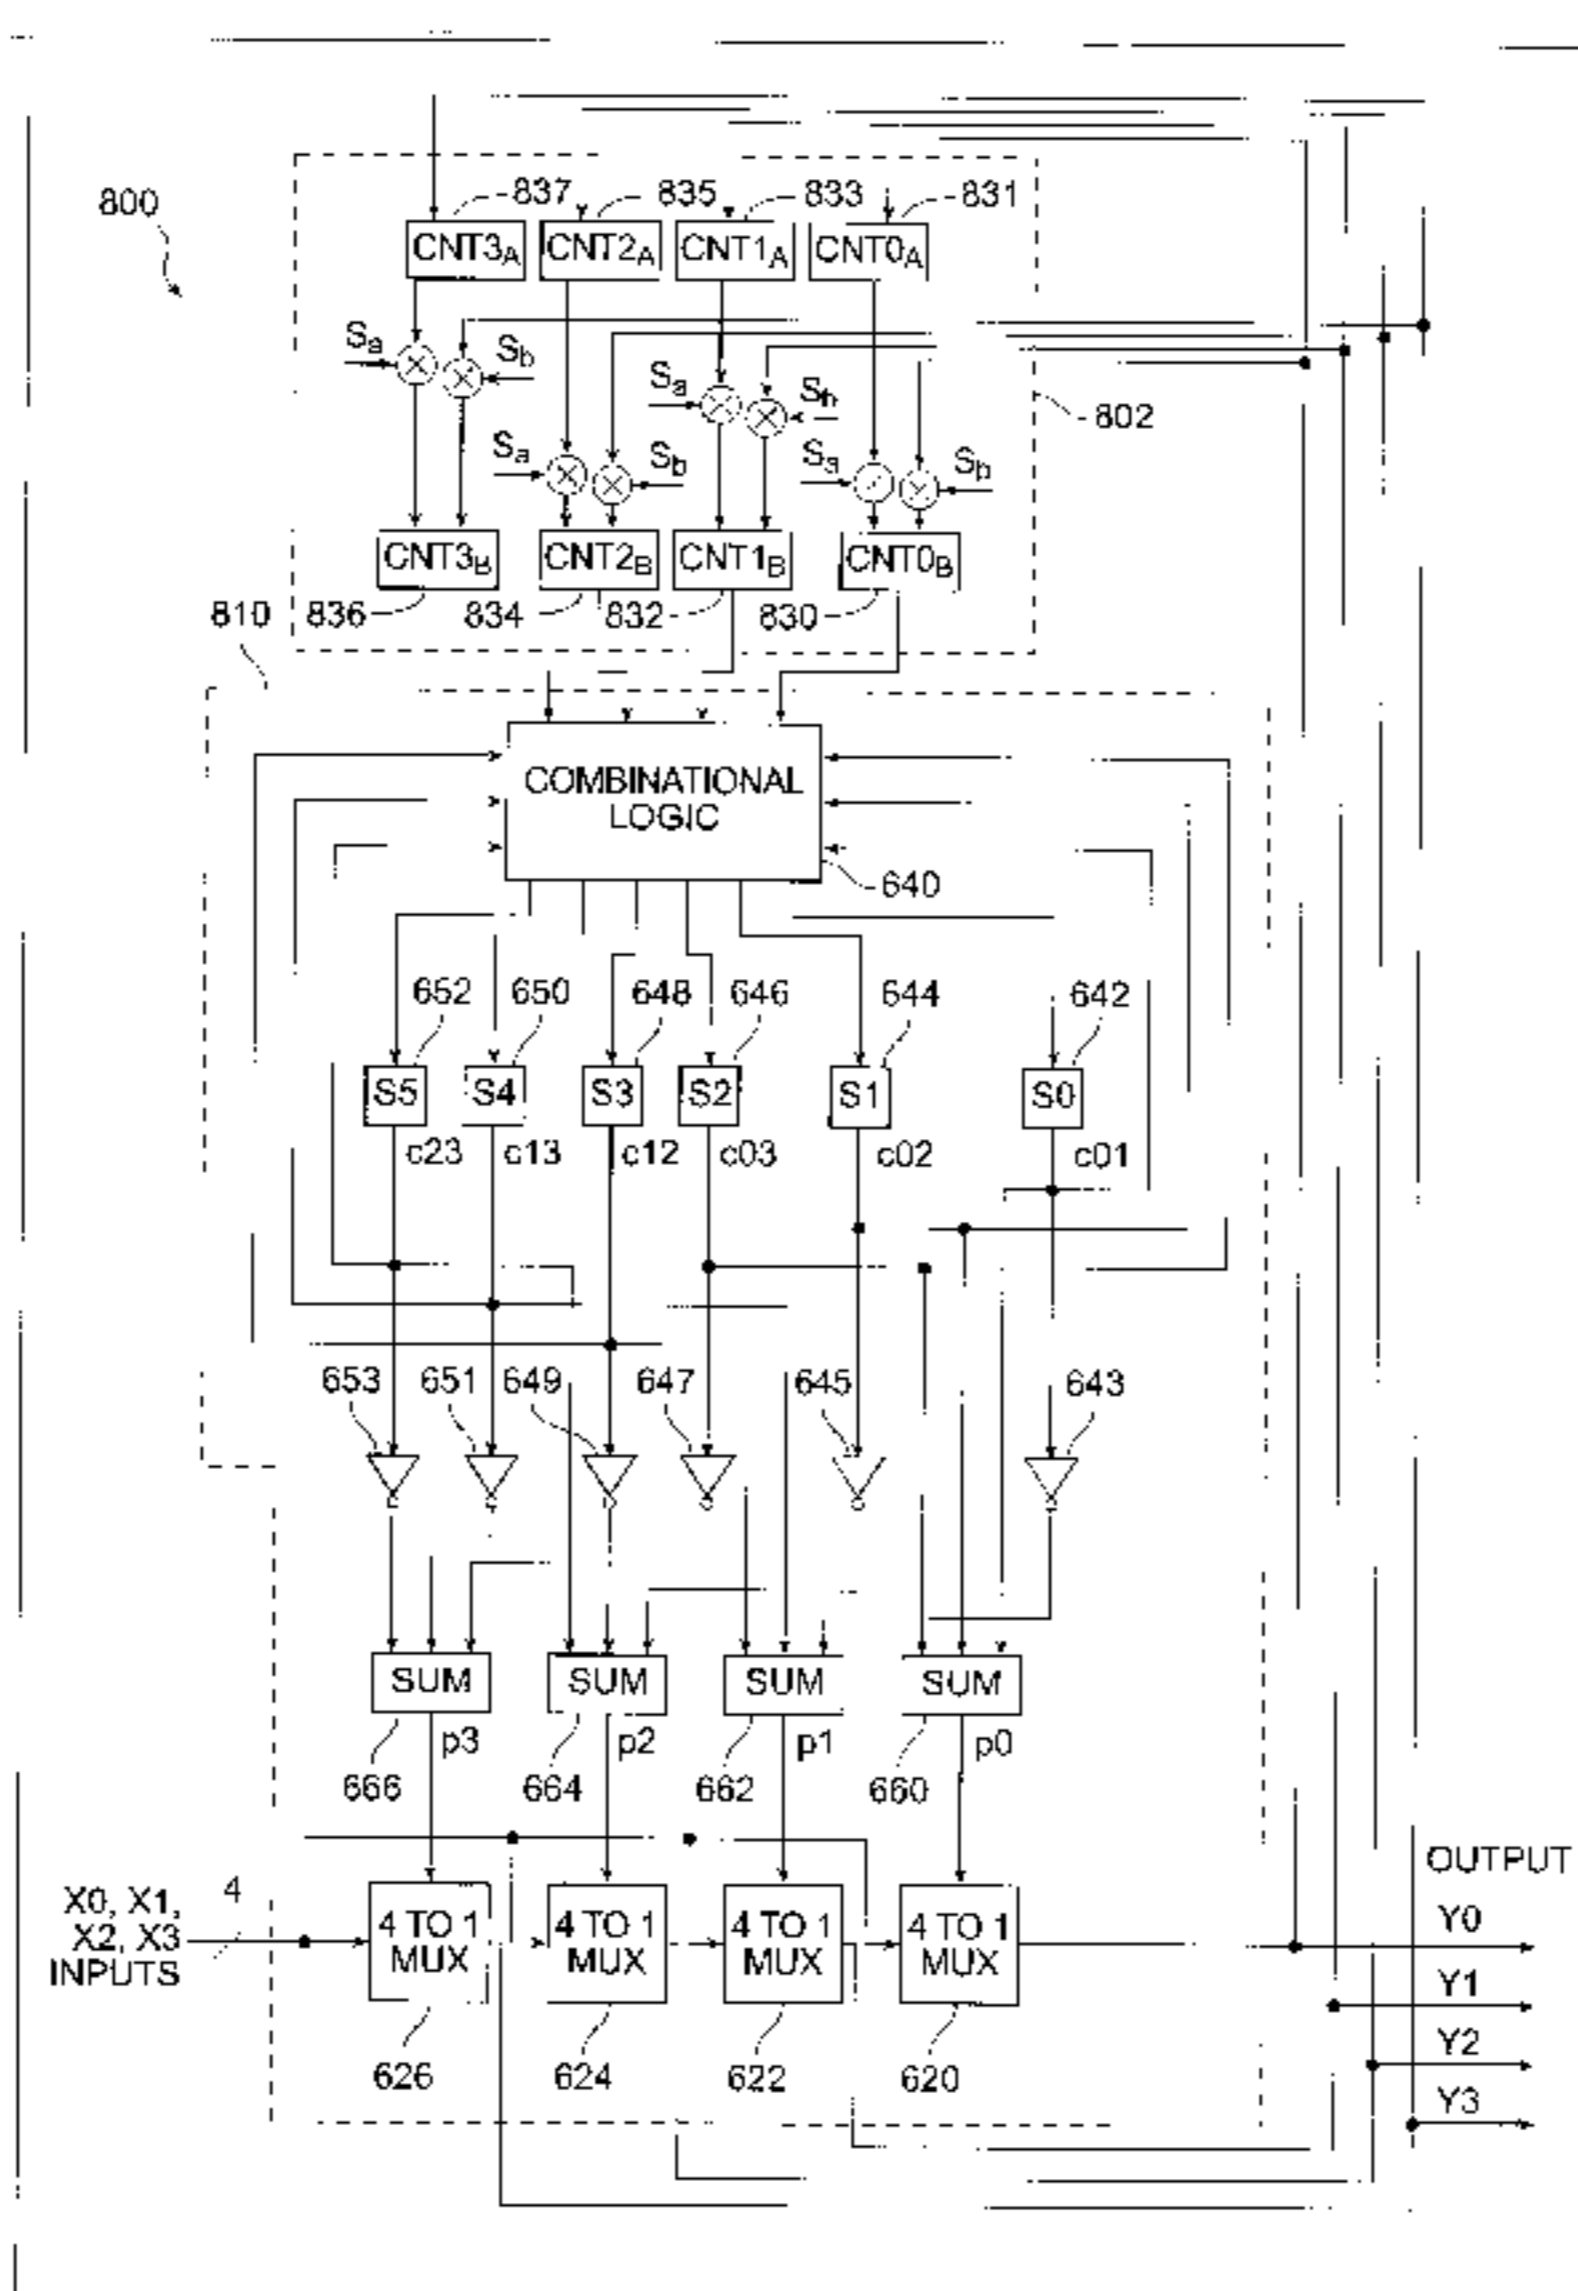 800
837 835 833 831
CNT3A CNT2A CNT1A CNT0A
Sa Sb Sa Sb
802
Sa Sb Sa Sb
CNT3B CNT2B CNT1B CNT0B
810 836 834 832 830
COMBINATIONAL
LOGIC
640
652 650 648 646 644 642
S5 S4 S3 S2 S1 S0
c23 c13 c12 c03 c02 c01
653 651 649 647 645 643
SUM SUM SUM SUM
p3 p2 p1 p0
666 664 662 660
OUTPUT
X0, X1,
X2, X3
INPUTS
4
4 TO 1
MUX
4 TO 1
MUX
4 TO 1
MUX
4 TO 1
MUX
Y0
Y1
Y2
Y3
626 624 622 620